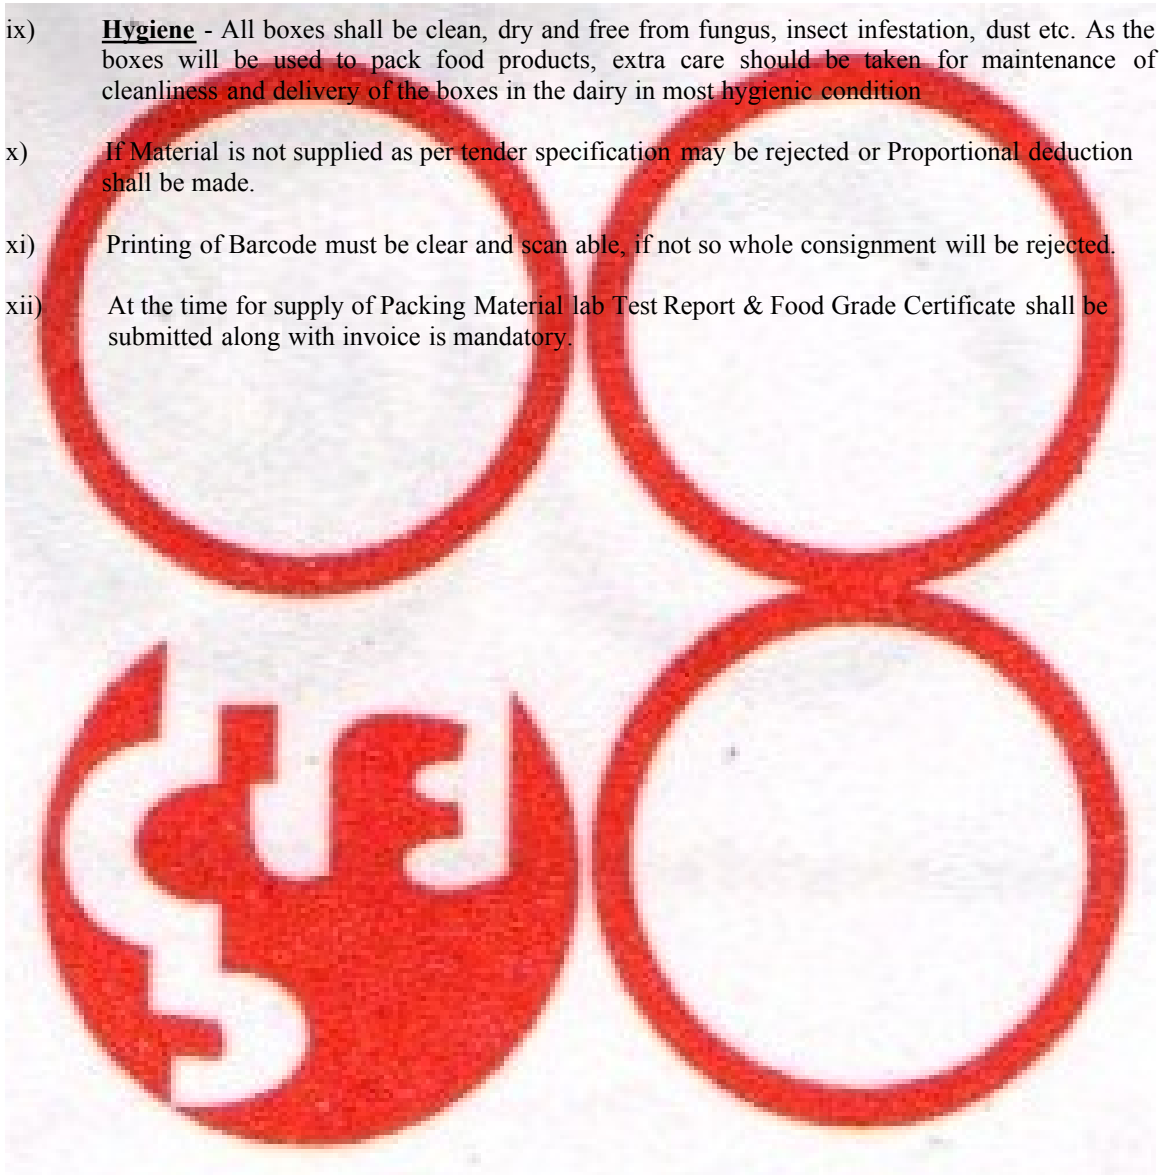 ix) Hygiene - All boxes shall be clean, dry and free from fungus, insect infestation, dust etc. As the
boxes will be used to pack food products, extra care should be taken for maintenance of
cleanliness and delivery of the boxes in the dairy in most hygienic condition
x) If Material is not supplied as per tender specification may be rejected or Proportional deduction
shall be made.
xi) Printing of Barcode must be clear and scan able, if not so whole consignment will be rejected.
xii) At the time for supply of Packing Material lab Test Report & Food Grade Certificate shall be
submitted along with invoice is mandatory.